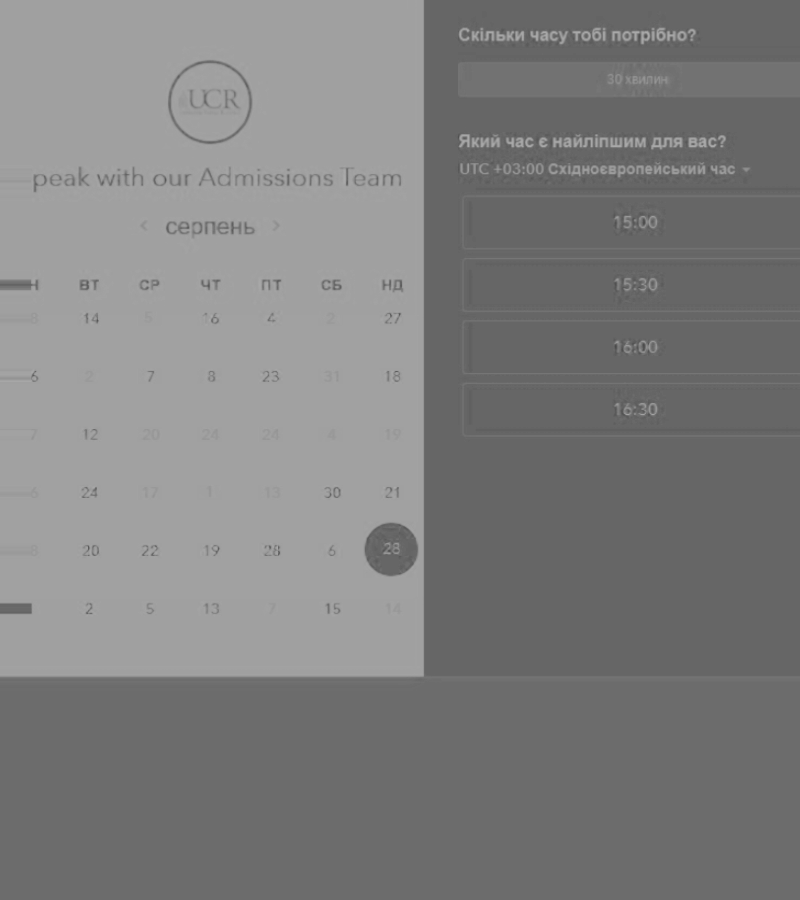 UCR
peak with our Admissions Team
серпень
ВТ СР ЧТ ПТ СБ НД
8 14 5 16 4 2 27
6 2 7 8 23 31 18
7 12 20 24 24 4 19
6 24 17 1 13 30 21
8 20 22 19 28 6 28
2 5 13 7 15 14
Скільки часу тобі потрібно?
30 хвилин
Який час є найліпшим для вас?
UTC +03:00 Східноєвропейський час
15:00
15:30
16:00
16:30